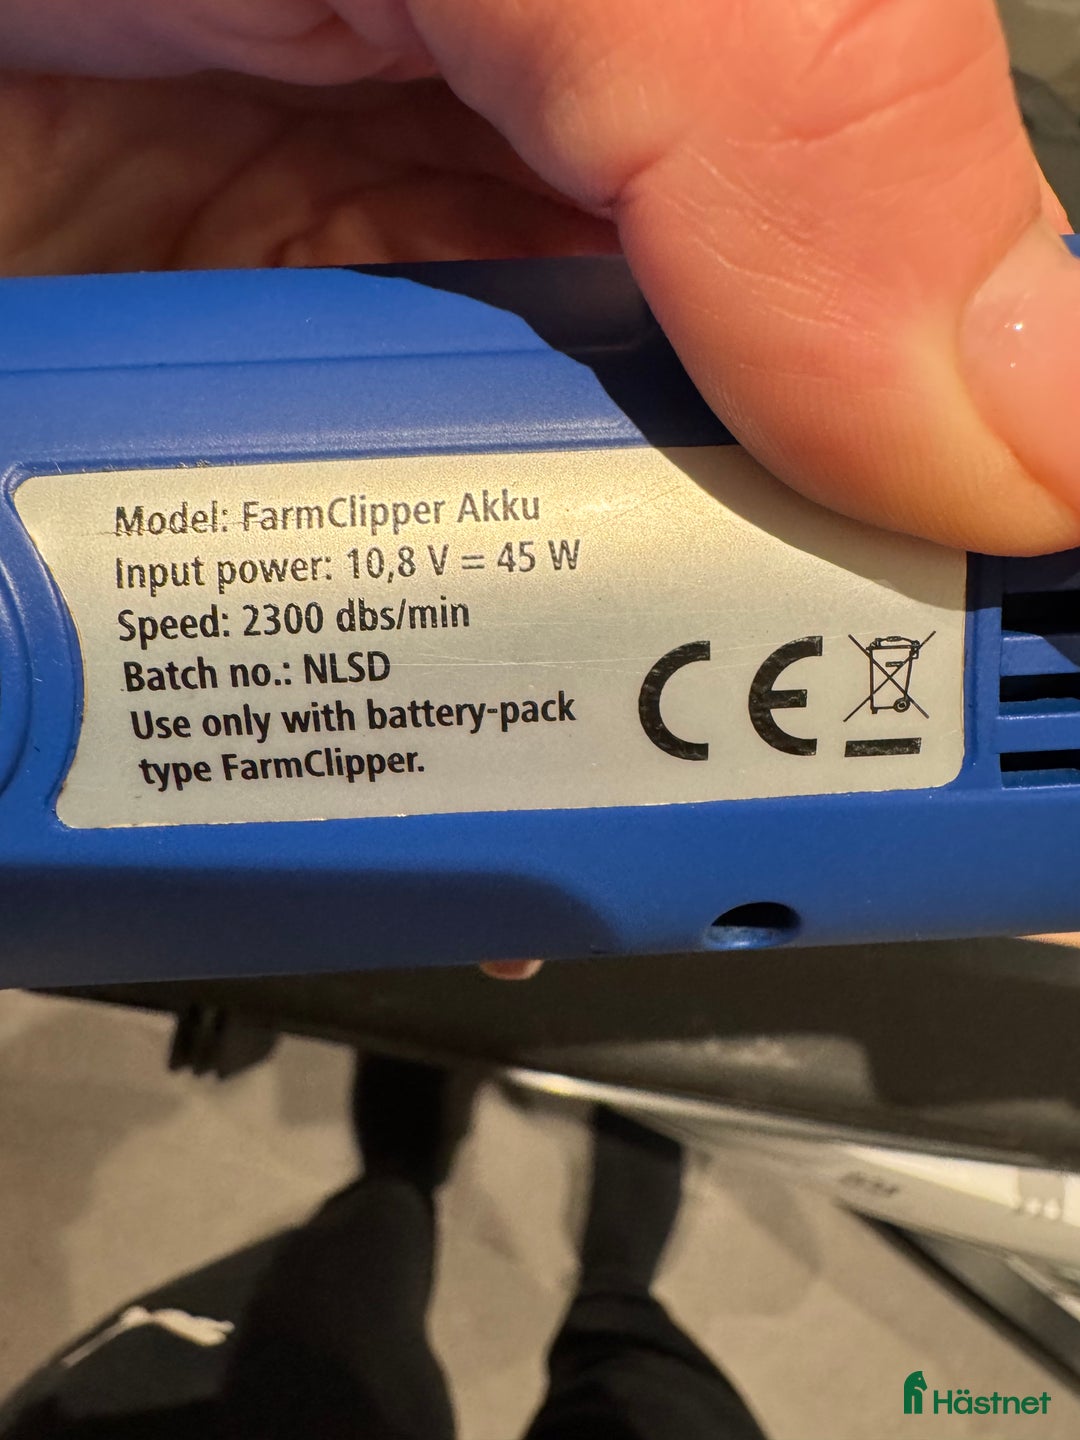 Model: FarmClipper Akku
Input power: 10,8 V = 45 W
Speed: 2300 dbs/min
Batch no.: NLSD
Use only with battery-pack
type FarmClipper.
CE
Hästnet